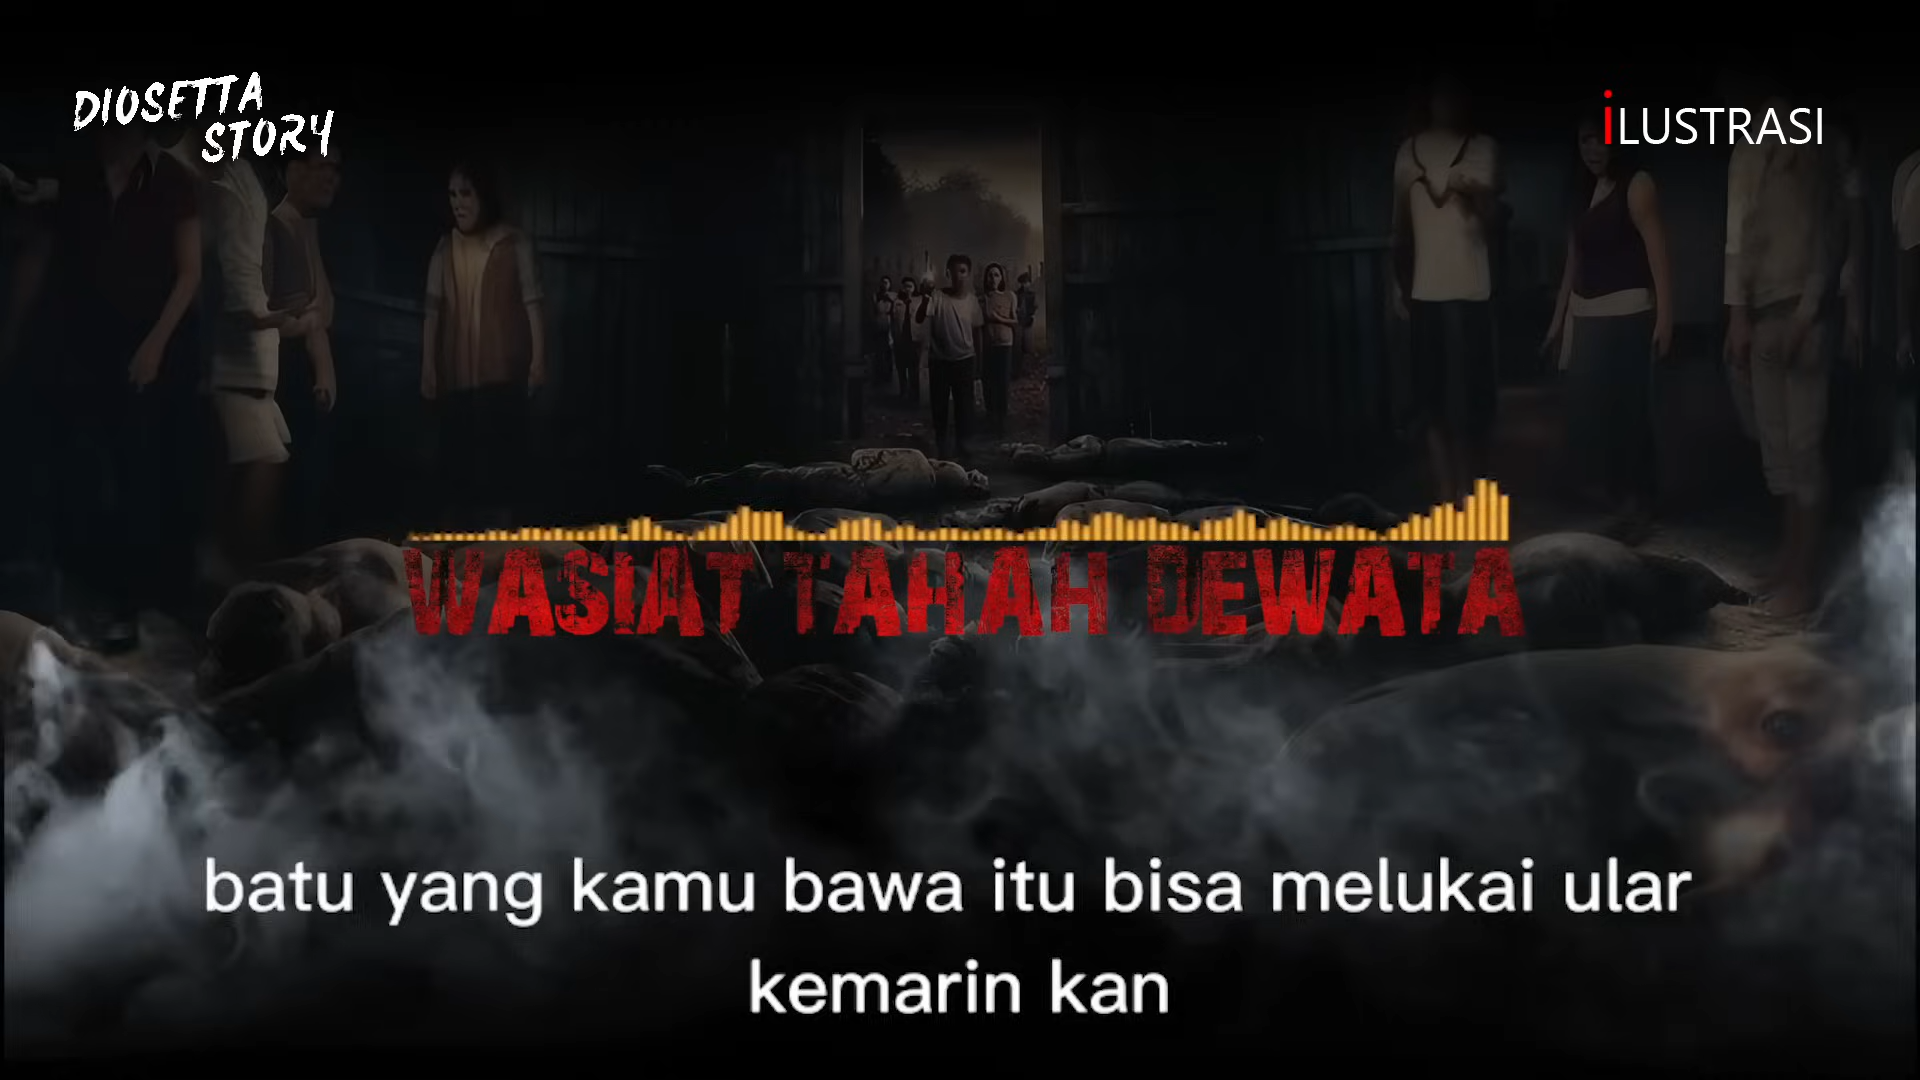 DIOSETTA
STORY
iLUSTRASI
WASIAT TANAH DEWATA
batu yang kamu bawa itu bisa melukai ular
kemarin kan